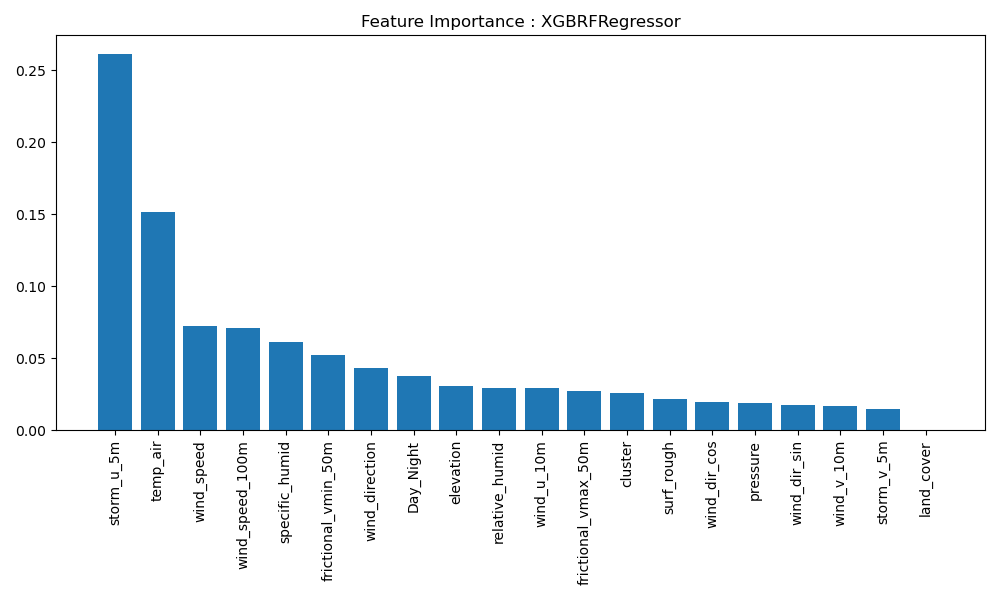 Feature Importance : XGBRFRegressor
0.25
0.20
0.15
0.10
0.05
0.00
storm_u_5m
temp_air
wind_speed
wind_speed_100m
specific_humid
frictional_vmin_50m
wind_direction
Day_Night
elevation
relative_humid
wind_u_10m
frictional_vmax_50m
cluster
surf_rough
wind_dir_cos
pressure
wind_dir_sin
wind_v_10m
storm_v_5m
land_cover